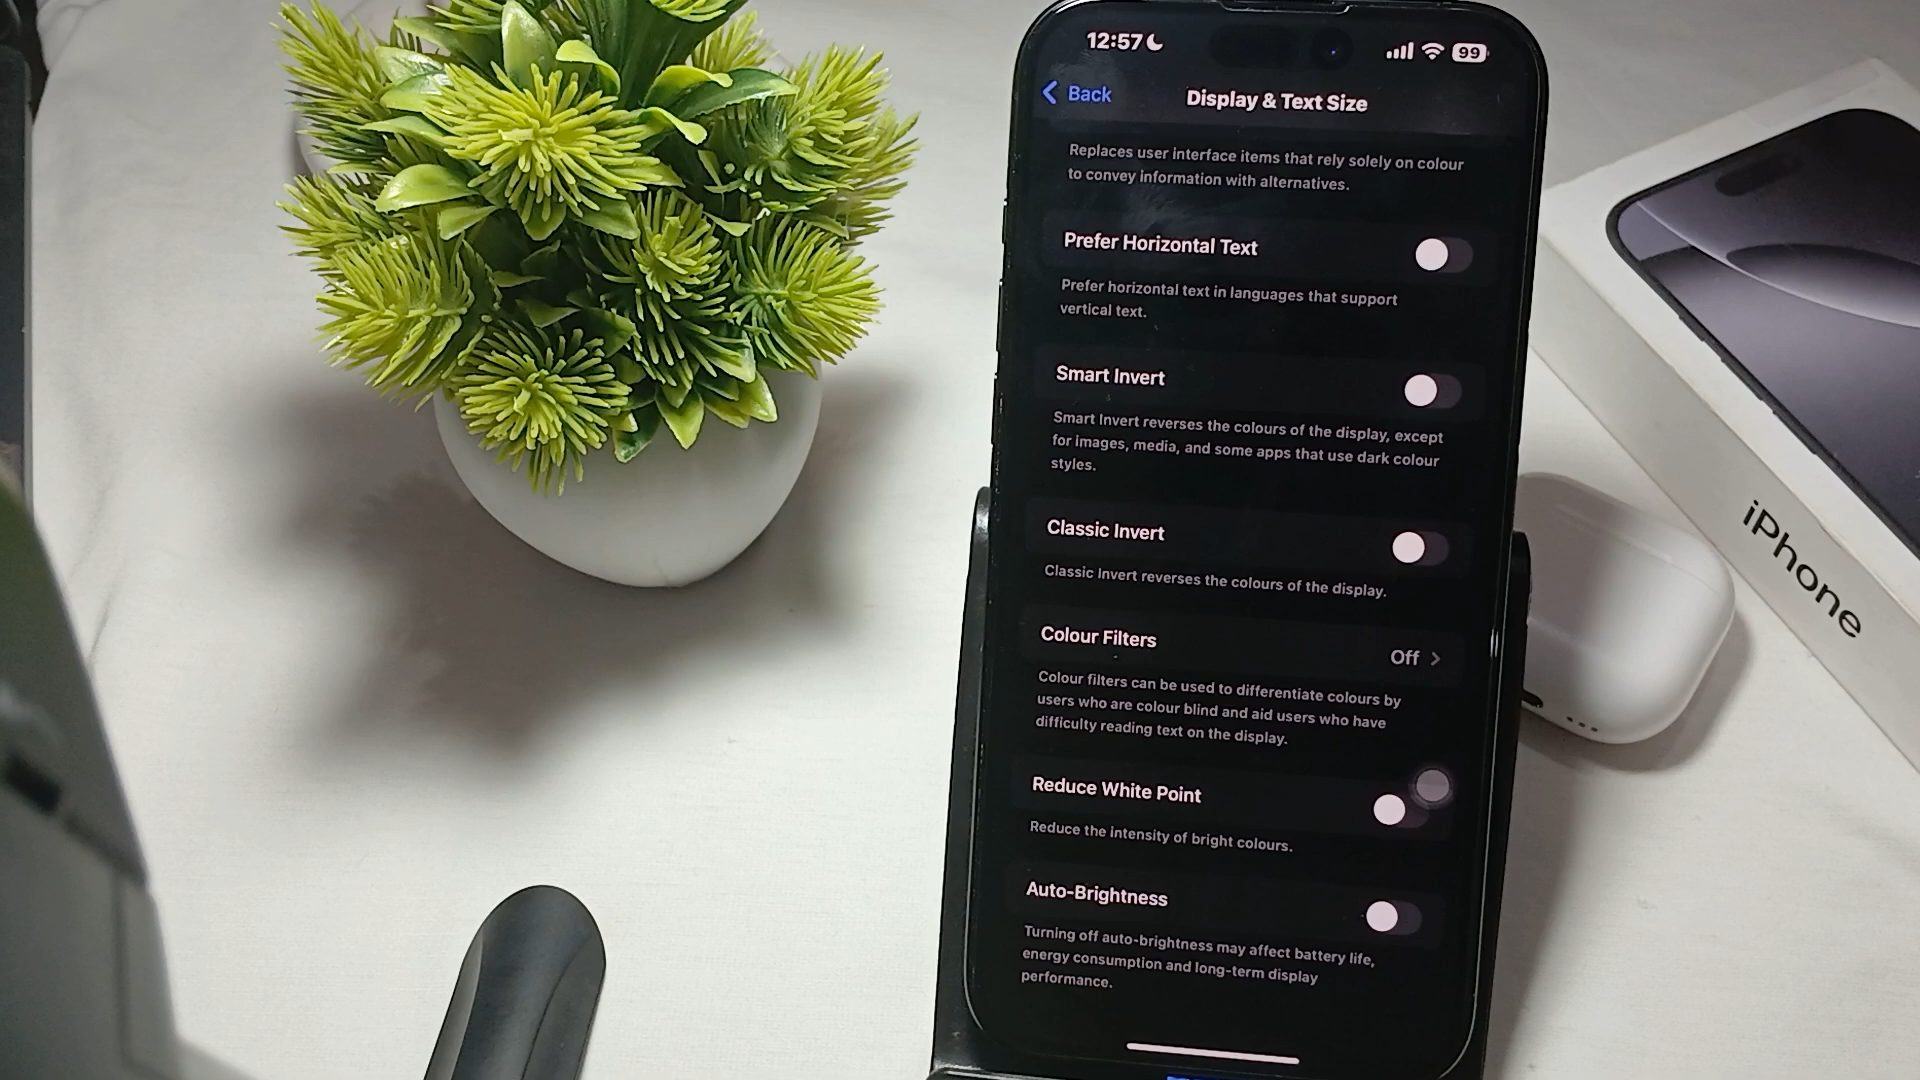 12:57
99
Back
Display & Text Size
Replaces user interface items that rely solely on colour
to convey information with alternatives.
Prefer Horizontal Text
Prefer horizontal text in languages that support
vertical text.
Smart Invert
Smart Invert reverses the colours of the display, except
for images, media, and some apps that use dark colour
styles.
Classic Invert
Classic Invert reverses the colours of the display.
Colour Filters
Off
Colour filters can be used to differentiate colours by
users who are colour blind and aid users who have
difficulty reading text on the display.
Reduce White Point
Reduce the intensity of bright colours.
Auto-Brightness
Turning off auto-brightness may affect battery life,
energy consumption and long-term display
performance.
iPhone